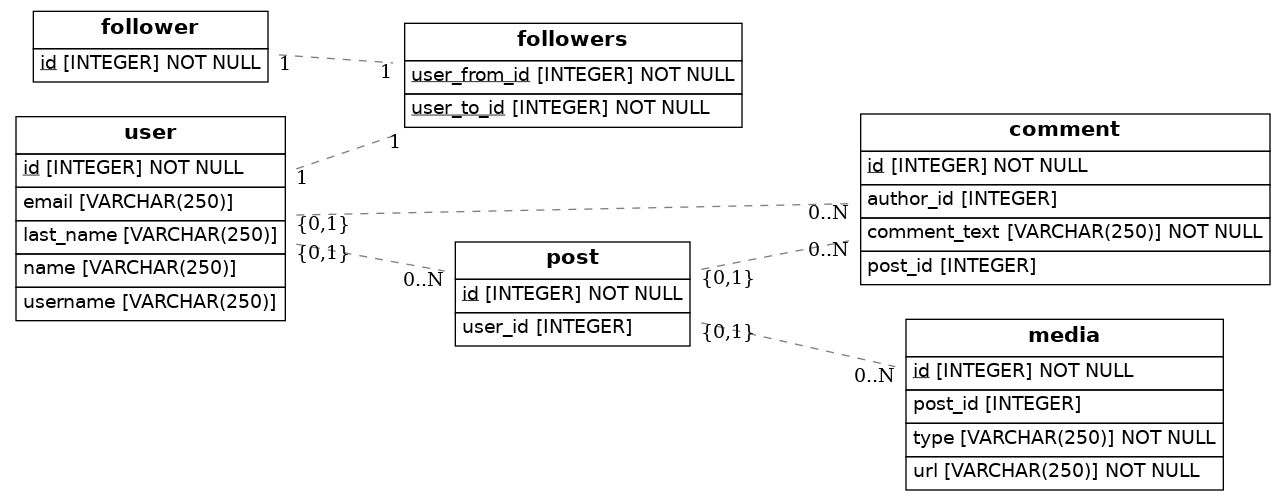 follower
id [INTEGER] NOT NULL
1
1
followers
user_from_id [INTEGER] NOT NULL
user_to_id [INTEGER] NOT NULL
user
id [INTEGER] NOT NULL
email [VARCHAR(250)]
last_name [VARCHAR(250)]
name [VARCHAR(250)]
username [VARCHAR(250)]
1
1
{0,1}
0..N
{0,1}
0..N
post
id [INTEGER] NOT NULL
user_id [INTEGER]
{0,1}
0..N
{0,1}
0..N
comment
id [INTEGER] NOT NULL
author_id [INTEGER]
comment_text [VARCHAR(250)] NOT NULL
post_id [INTEGER]
media
id [INTEGER] NOT NULL
post_id [INTEGER]
type [VARCHAR(250)] NOT NULL
url [VARCHAR(250)] NOT NULL